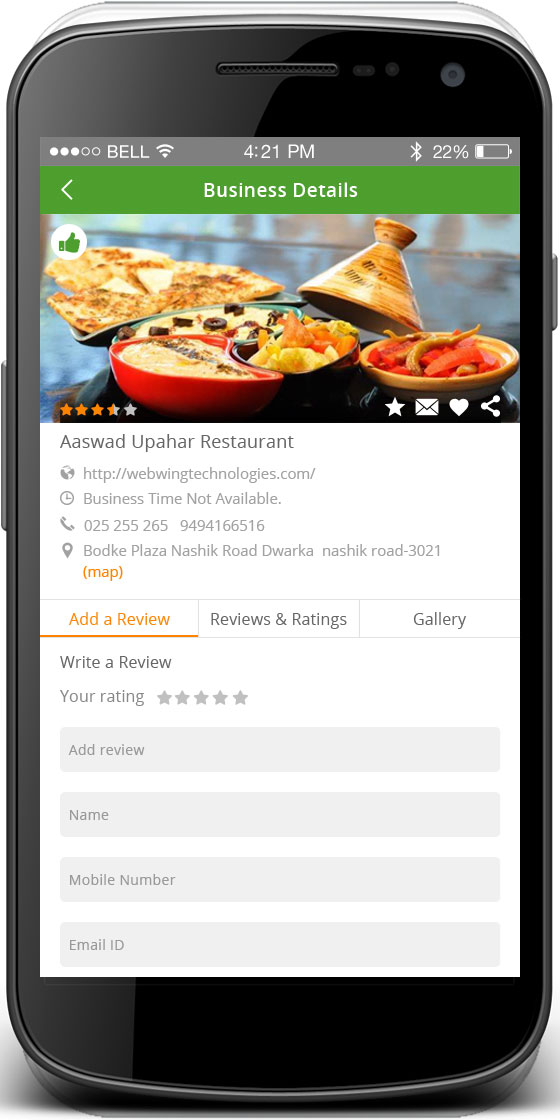 BELL 4:21 PM 22%
Business Details
Aaswad Upahar Restaurant
http://webwingtechnologies.com/
Business Time Not Available.
025 255 265 9494166516
Bodke Plaza Nashik Road Dwarka nashik road-3021
(map)
Add a Review Reviews & Ratings Gallery
Write a Review
Your rating
Add review
Name
Mobile Number
Email ID